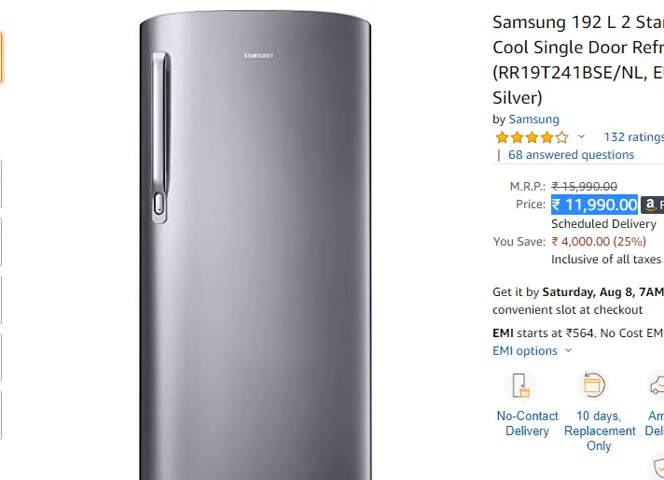 SAMSUNG
Samsung 192 L 2 Star
Cool Single Door Refr
(RR19T241BSE/NL, El
Silver)
by Samsung
132 ratings
| 68 answered questions
M.R.P.: ₹ 15,990.00
Price: ₹ 11,990.00
Scheduled Delivery
You Save: ₹ 4,000.00 (25%)
Inclusive of all taxes
Get it by Saturday, Aug 8, 7AM
convenient slot at checkout
EMI starts at ₹564. No Cost EM
EMI options
No-Contact
Delivery
10 days,
Replacement
Only
Am
Deli